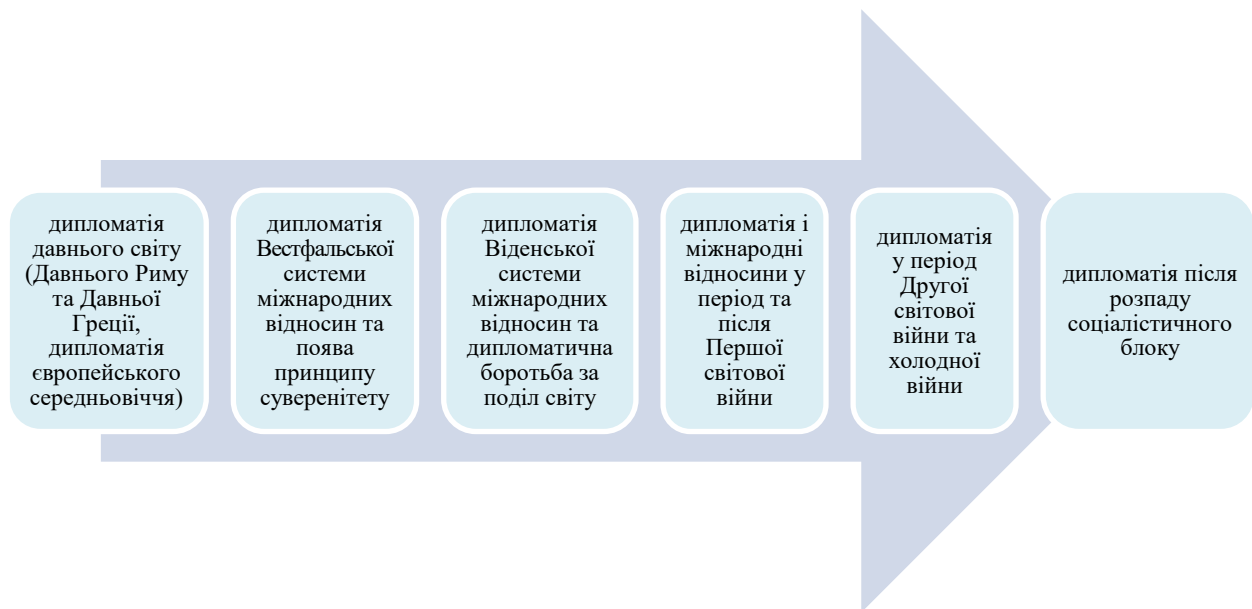 дипломатія
давнього світу
(Давнього Риму
та Давньої
Греції,
дипломатія
європейського
середньовіччя)
дипломатія
Вестфальської
системи
міжнародних
відносин та
поява
принципу
суверенітету
дипломатія
Віденської
системи
міжнародних
відносин та
дипломатична
боротьба за
поділ світу
дипломатія і
міжнародні
відносини у
період та
після
Першої
світової
війни
дипломатія
у період
Другої
світової
війни та
холодної
війни
дипломатія після
розпаду
соціалістичного
блоку